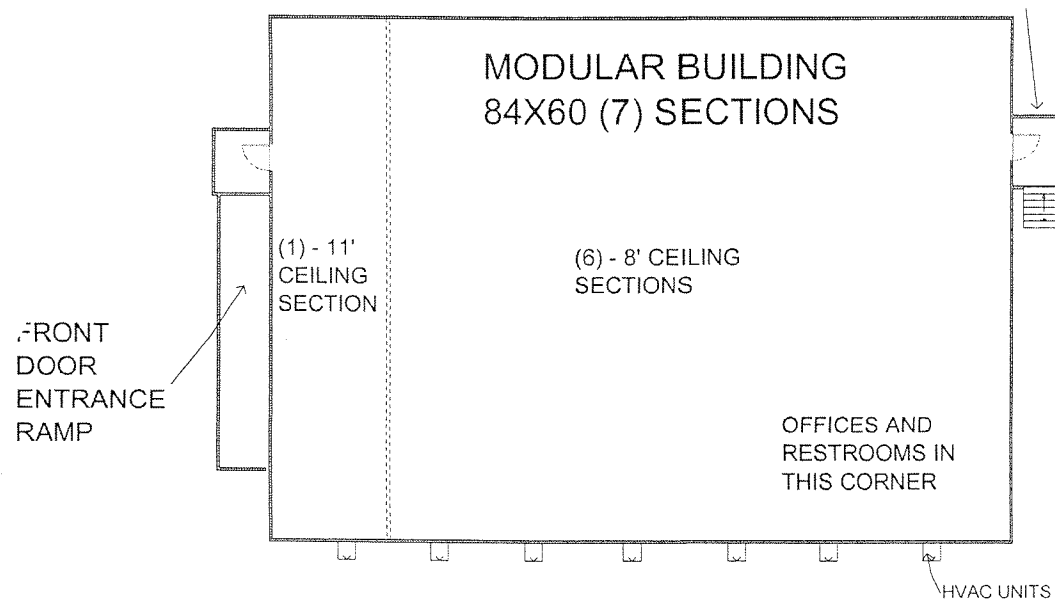 MODULAR BUILDING
84X60 (7) SECTIONS
(1) - 11'
CEILING
SECTION
(6) - 8' CEILING
SECTIONS
FRONT
DOOR
ENTRANCE
RAMP
OFFICES AND
RESTROOMS IN
THIS CORNER
HVAC UNITS